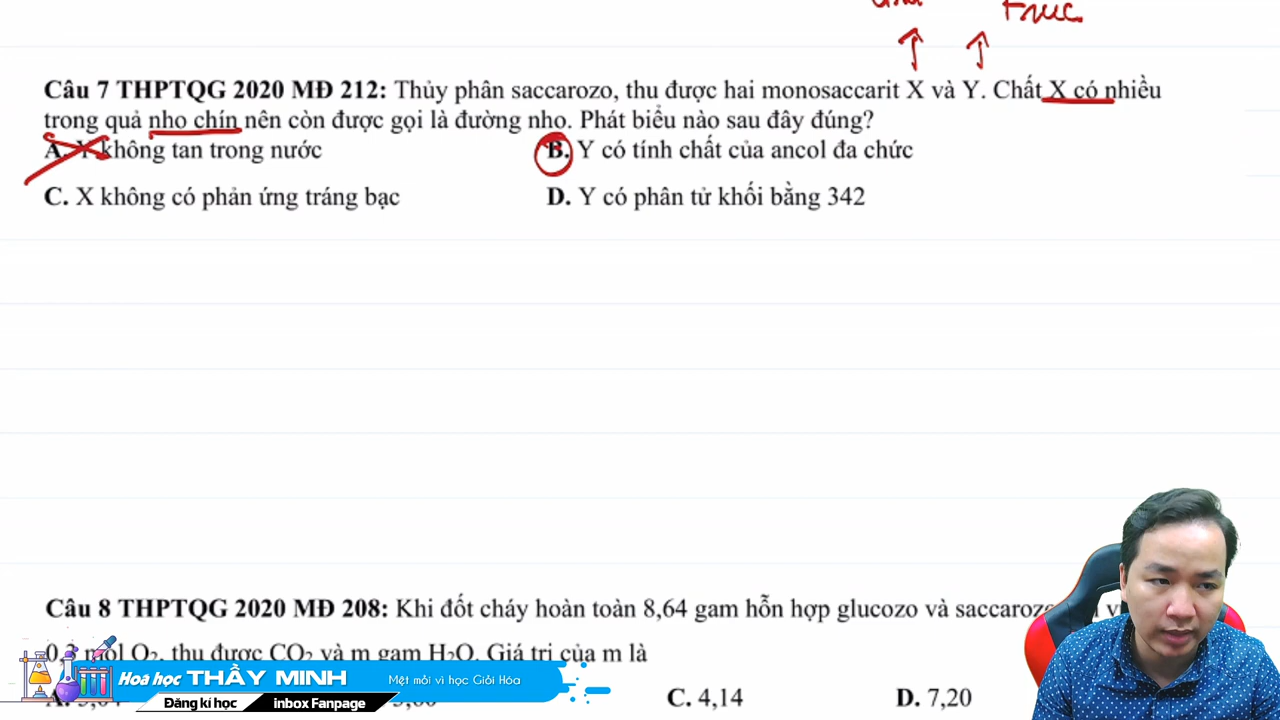 Câu 7 THPTQG 2020 MĐ 212: Thủy phân saccarozo, thu được hai monosaccarit X và Y. Chất X có nhiều
trong quả nho chín nên còn được gọi là đường nho. Phát biểu nào sau đây đúng?
A. Y không tan trong nước
B. Y có tính chất của ancol đa chức
C. X không có phản ứng tráng bạc
D. Y có phân tử khối bằng 342
Câu 8 THPTQG 2020 MĐ 208: Khi đốt cháy hoàn toàn 8,64 gam hỗn hợp glucozo và saccarozo
0,3 mol O₂, thu được CO₂ và m gam H₂O. Giá trị của m là
C. 4,14
D. 7,20
Hoá học THẦY MINH
Mệt mỏi vì học Giỏi Hóa
Đăng kí học
inbox Fanpage